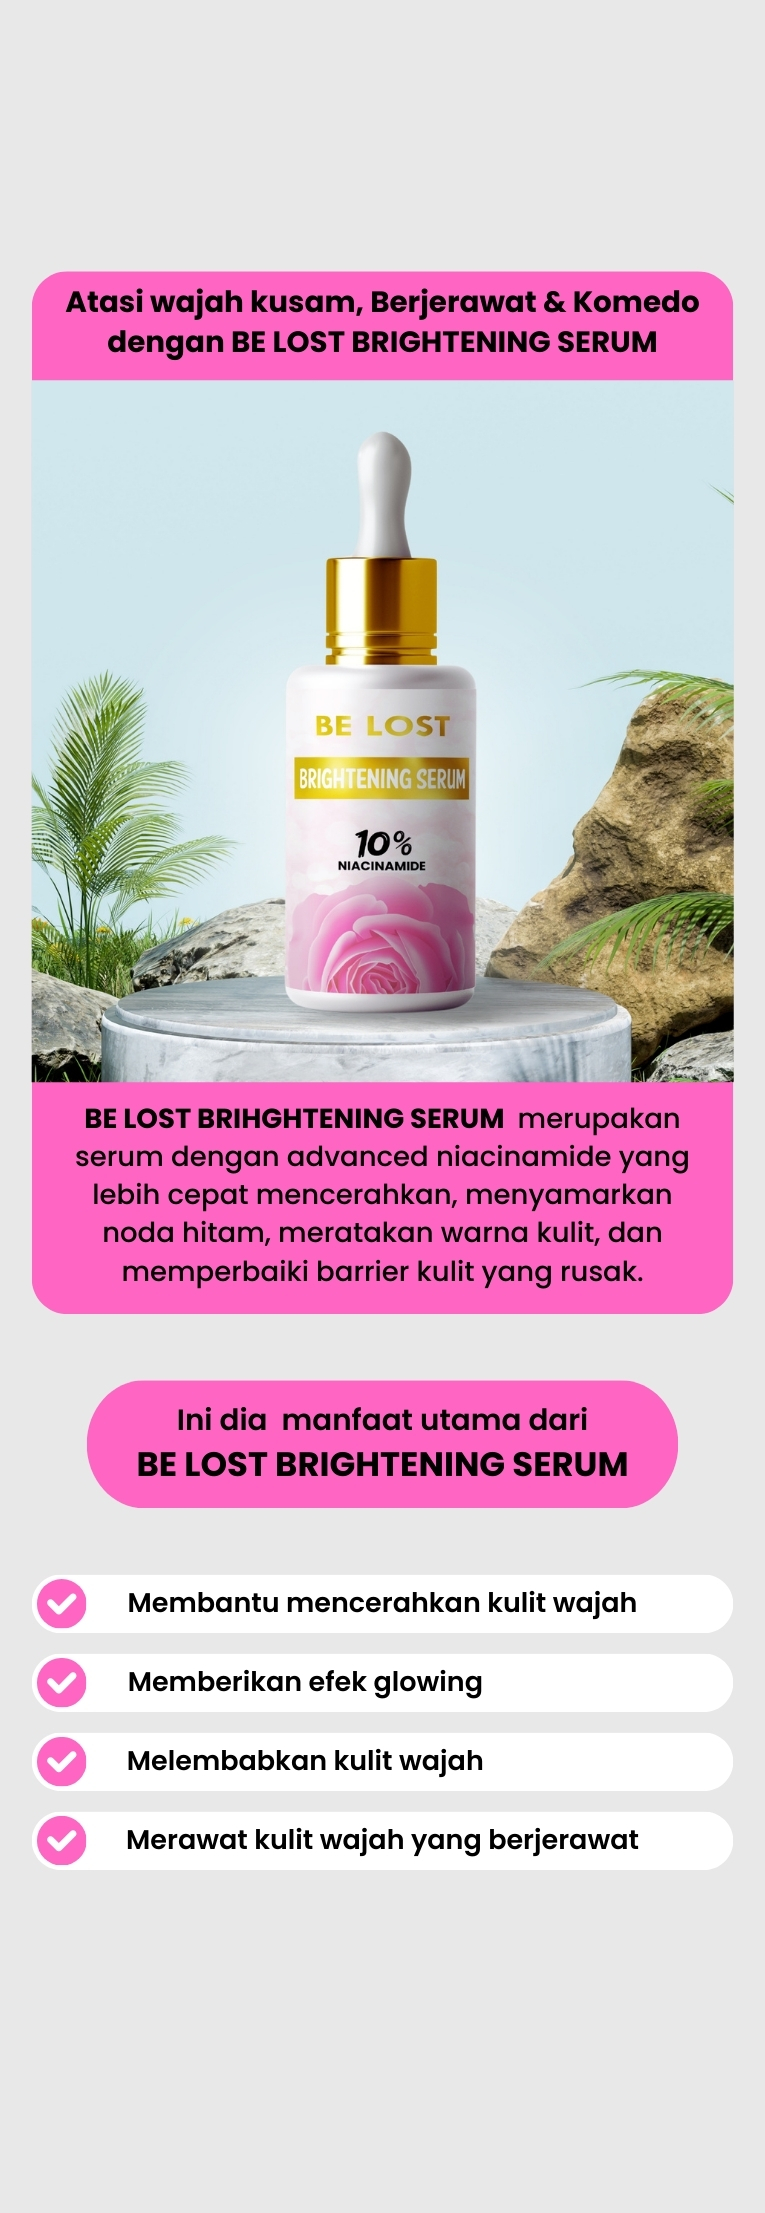 Atasi wajah kusam, Berjerawat & Komedo
dengan BE LOST BRIGHTENING SERUM
BE LOST
BRIGHTENING SERUM
10%
NIACINAMIDE
BE LOST BRIHGHTENING SERUM merupakan
serum dengan advanced niacinamide yang
lebih cepat mencerahkan, menyamarkan
noda hitam, meratakan warna kulit, dan
memperbaiki barrier kulit yang rusak.
Ini dia manfaat utama dari
BE LOST BRIGHTENING SERUM
Membantu mencerahkan kulit wajah
Memberikan efek glowing
Melembabkan kulit wajah
Merawat kulit wajah yang berjerawat